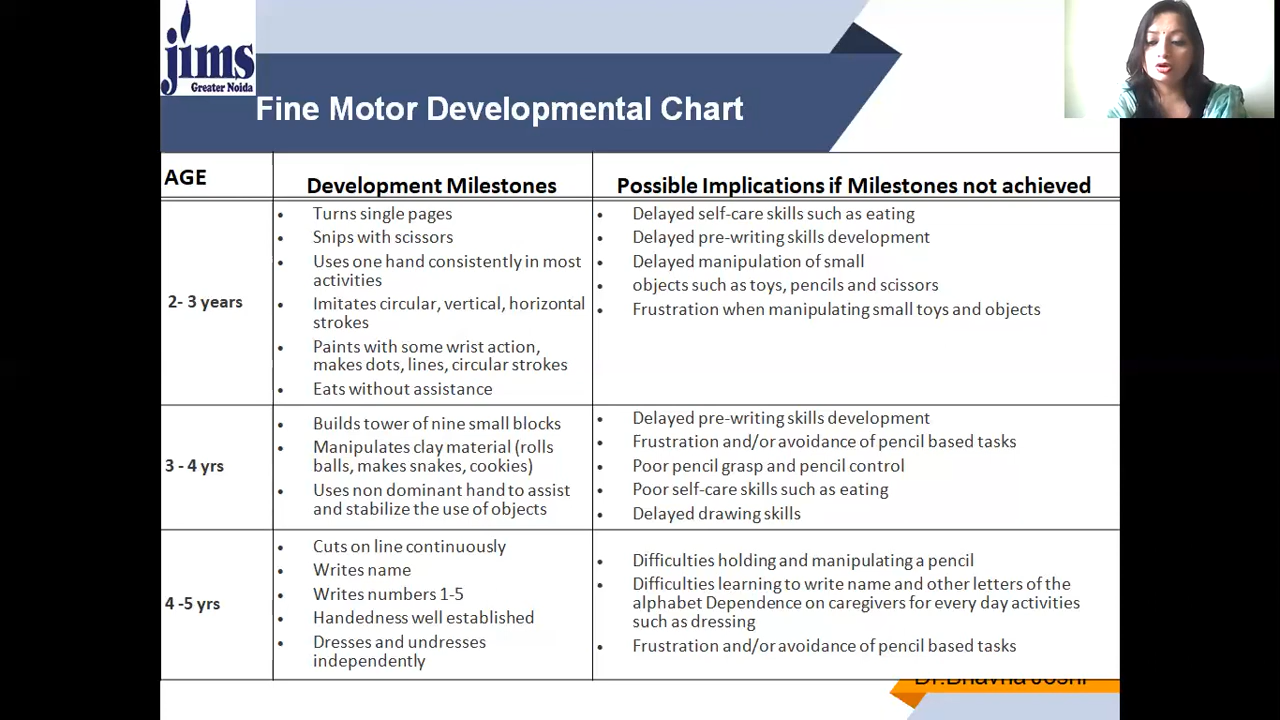 jims
Greater Noida
Fine Motor Developmental Chart
AGE
Development Milestones
Possible Implications if Milestones not achieved
2- 3 years
• Turns single pages
• Snips with scissors
• Uses one hand consistently in most
activities
• Imitates circular, vertical, horizontal
strokes
• Paints with some wrist action,
makes dots, lines, circular strokes
• Eats without assistance
• Delayed self-care skills such as eating
• Delayed pre-writing skills development
• Delayed manipulation of small
• objects such as toys, pencils and scissors
• Frustration when manipulating small toys and objects
3 - 4 yrs
• Builds tower of nine small blocks
• Manipulates clay material (rolls
balls, makes snakes, cookies)
• Uses non dominant hand to assist
and stabilize the use of objects
• Delayed pre-writing skills development
• Frustration and/or avoidance of pencil based tasks
• Poor pencil grasp and pencil control
• Poor self-care skills such as eating
• Delayed drawing skills
4 -5 yrs
• Cuts on line continuously
• Writes name
• Writes numbers 1-5
• Handedness well established
• Dresses and undresses
independently
• Difficulties holding and manipulating a pencil
• Difficulties learning to write name and other letters of the
alphabet Dependence on caregivers for every day activities
such as dressing
• Frustration and/or avoidance of pencil based tasks
Dr.Bhavna Joshi